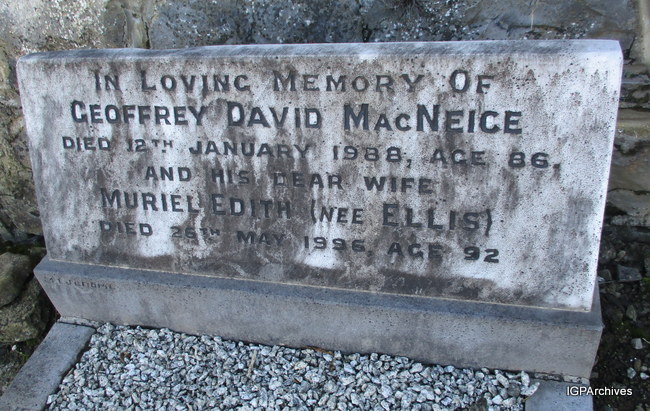 IN LOVING MEMORY OF
GEOFFREY DAVID MACNEICE
DIED 12TH JANUARY 1988, AGE 86,
AND HIS DEAR WIFE
MURIEL EDITH (NEE ELLIS)
DIED 26TH MAY 1996, AGE 92
IGPArchives